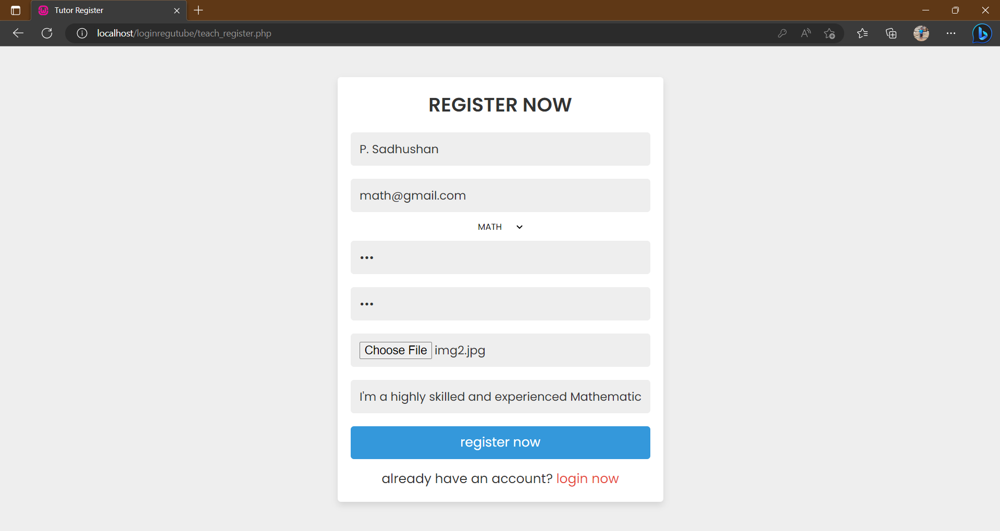 Tutor Register
localhost/loginregutube/teach_register.php
REGISTER NOW
P. Sadhushan
math@gmail.com
MATH
•••
•••
Choose File img2.jpg
I'm a highly skilled and experienced Mathematic
register now
already have an account? login now